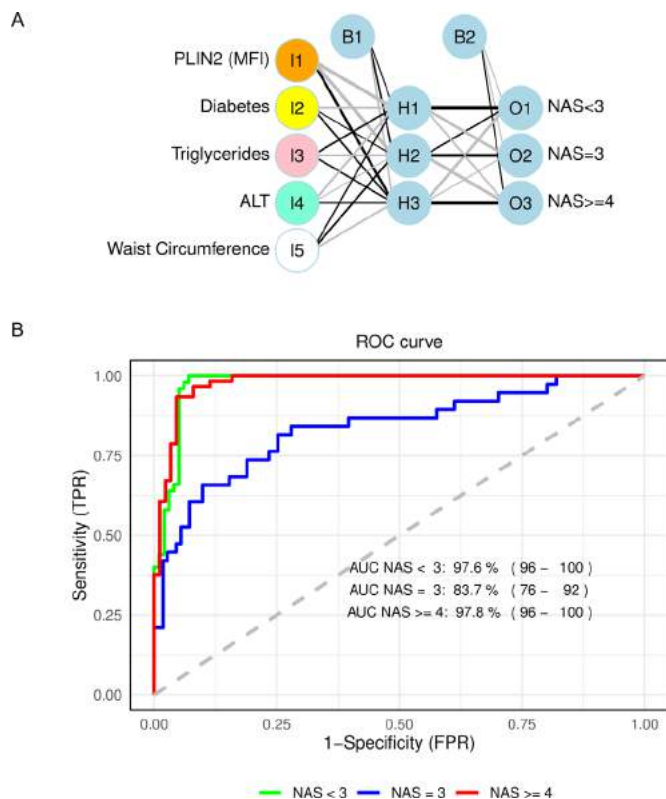 A
B1
B2
PLIN2 (MFI) I1
Diabetes I2 H1 O1 NAS<3
Triglycerides I3 H2 O2 NAS=3
ALT I4 H3 O3 NAS>=4
Waist Circumference I5
B
ROC curve
1.00
0.75
0.50
0.25
0.00
Sensitivity (TPR)
AUC NAS < 3: 97.6 % ( 96 − 100 )
AUC NAS = 3: 83.7 % ( 76 − 92 )
AUC NAS >= 4: 97.8 % ( 96 − 100 )
0.00 0.25 0.50 0.75 1.00
1-Specificity (FPR)
NAS < 3 NAS = 3 NAS >= 4